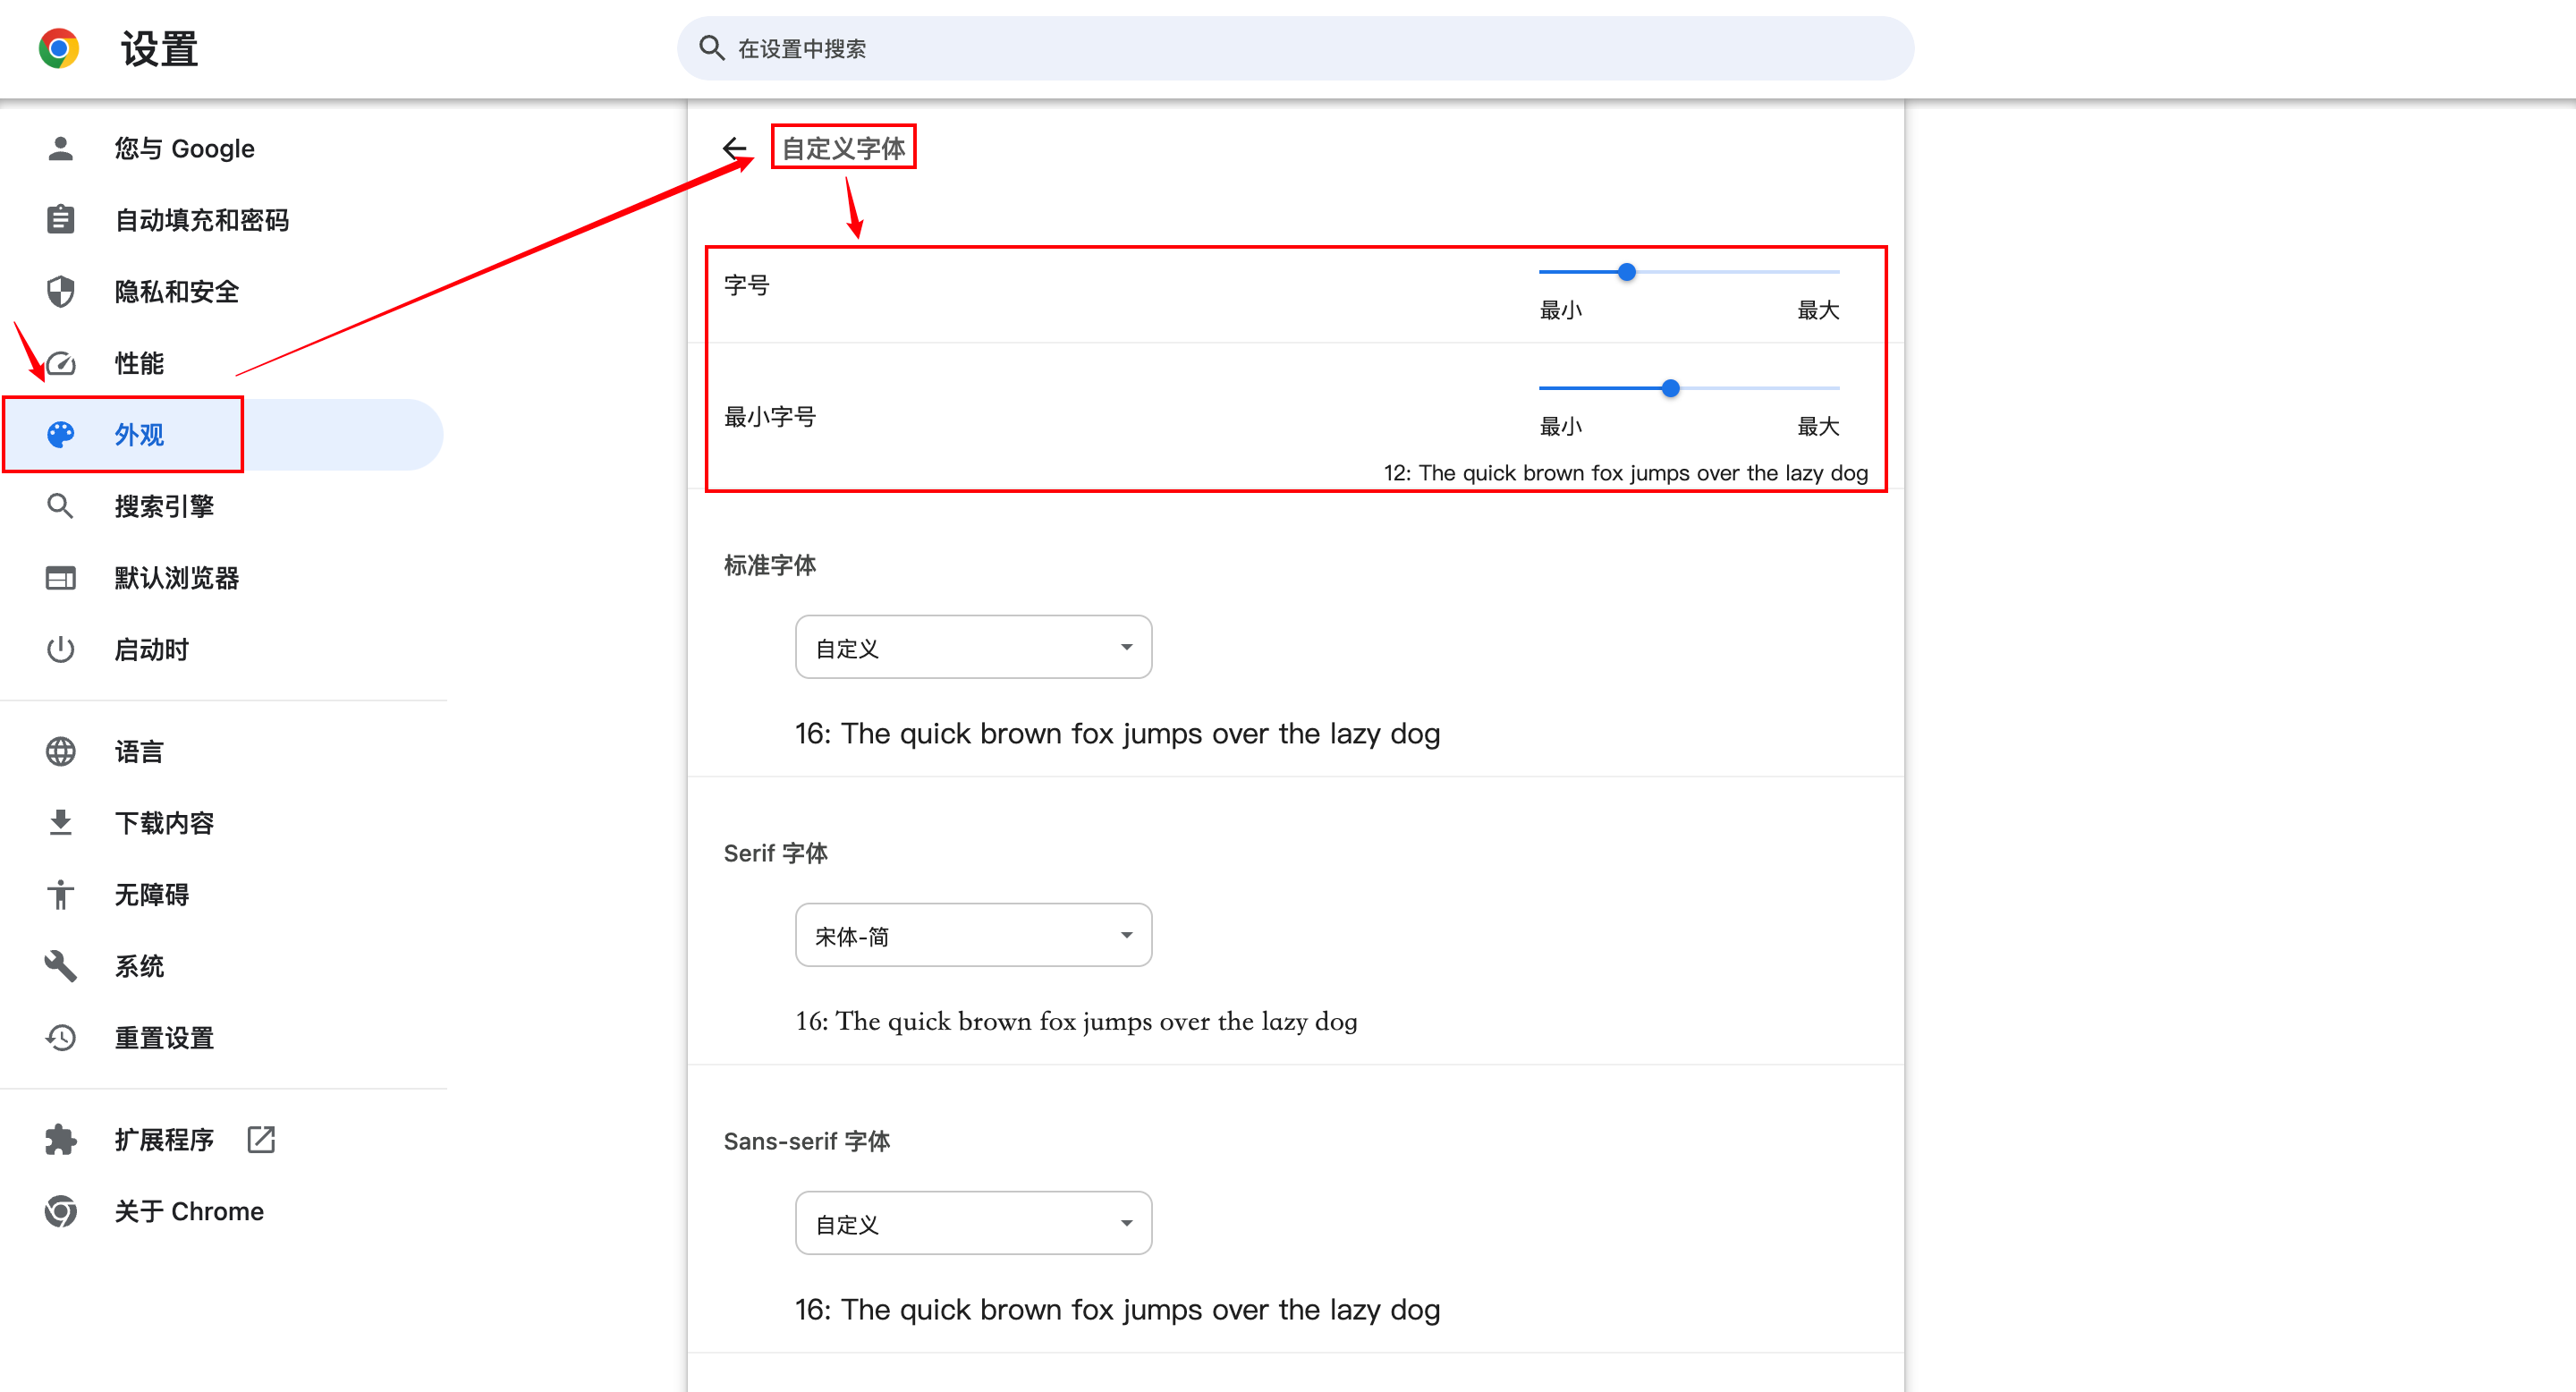 设置
在设置中搜索
您与 Google
自动填充和密码
隐私和安全
性能
外观
搜索引擎
默认浏览器
启动时
语言
下载内容
无障碍
系统
重置设置
扩展程序
关于 Chrome
自定义字体
字号
最小 最大
最小字号
最小 最大
12: The quick brown fox jumps over the lazy dog
标准字体
自定义
16: The quick brown fox jumps over the lazy dog
Serif 字体
宋体-简
16: The quick brown fox jumps over the lazy dog
Sans-serif 字体
自定义
16: The quick brown fox jumps over the lazy dog